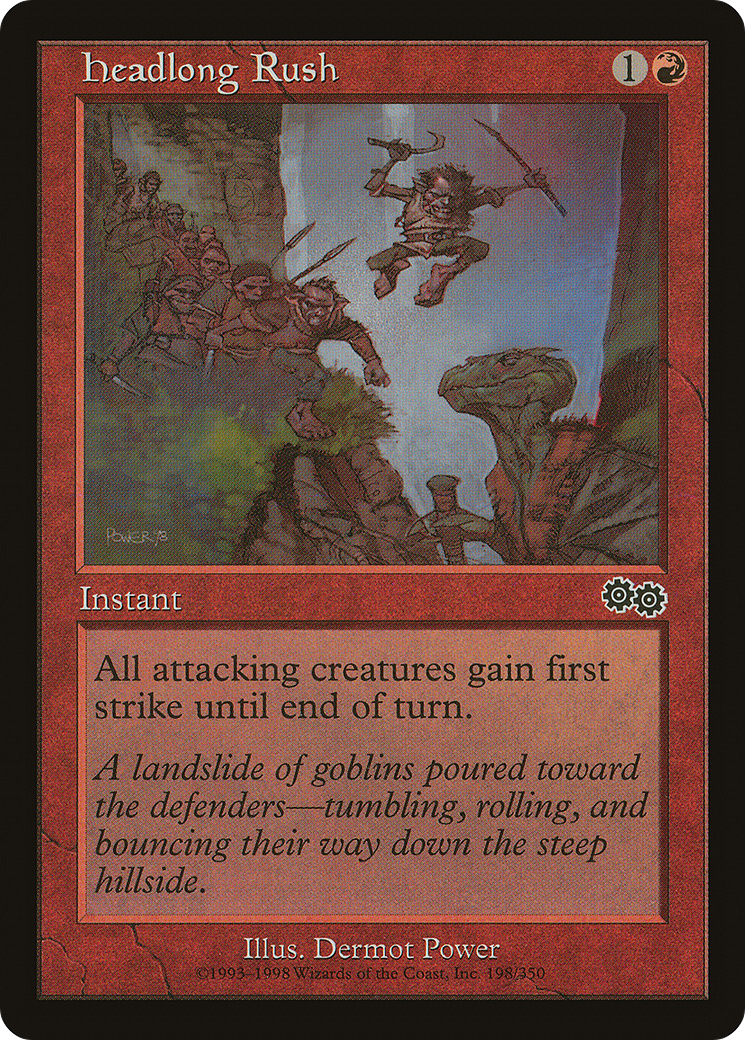 Headlong Rush
1
POWER 98
Instant
All attacking creatures gain first
strike until end of turn.
A landslide of goblins poured toward
the defenders—tumbling, rolling, and
bouncing their way down the steep
hillside.
Illus. Dermot Power
©1993–1998 Wizards of the Coast, Inc. 198/350